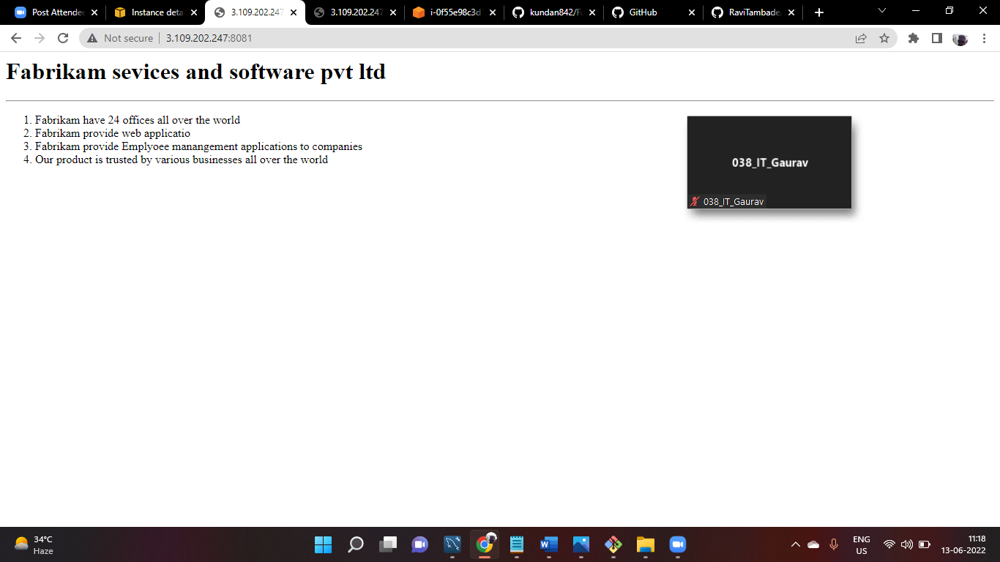 Post Attende
Instance deta
3.109.202.247
3.109.202.247
i-0f55e98c3d
kundan842/Fa
GitHub
RaviTambade
Not secure
3.109.202.247:8081
Fabrikam sevices and software pvt ltd
1. Fabrikam have 24 offices all over the world
2. Fabrikam provide web applicatio
3. Fabrikam provide Emplyoee manangement applications to companies
4. Our product is trusted by various businesses all over the world
038_IT_Gaurav
038_IT_Gaurav
34°C
Haze
ENG
US
11:18
13-06-2022